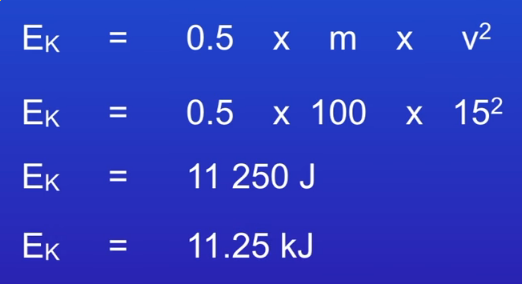 Eₖ = 0.5 x m x v²
Eₖ = 0.5 x 100 x 15²
Eₖ = 11 250 J
Eₖ = 11.25 kJ